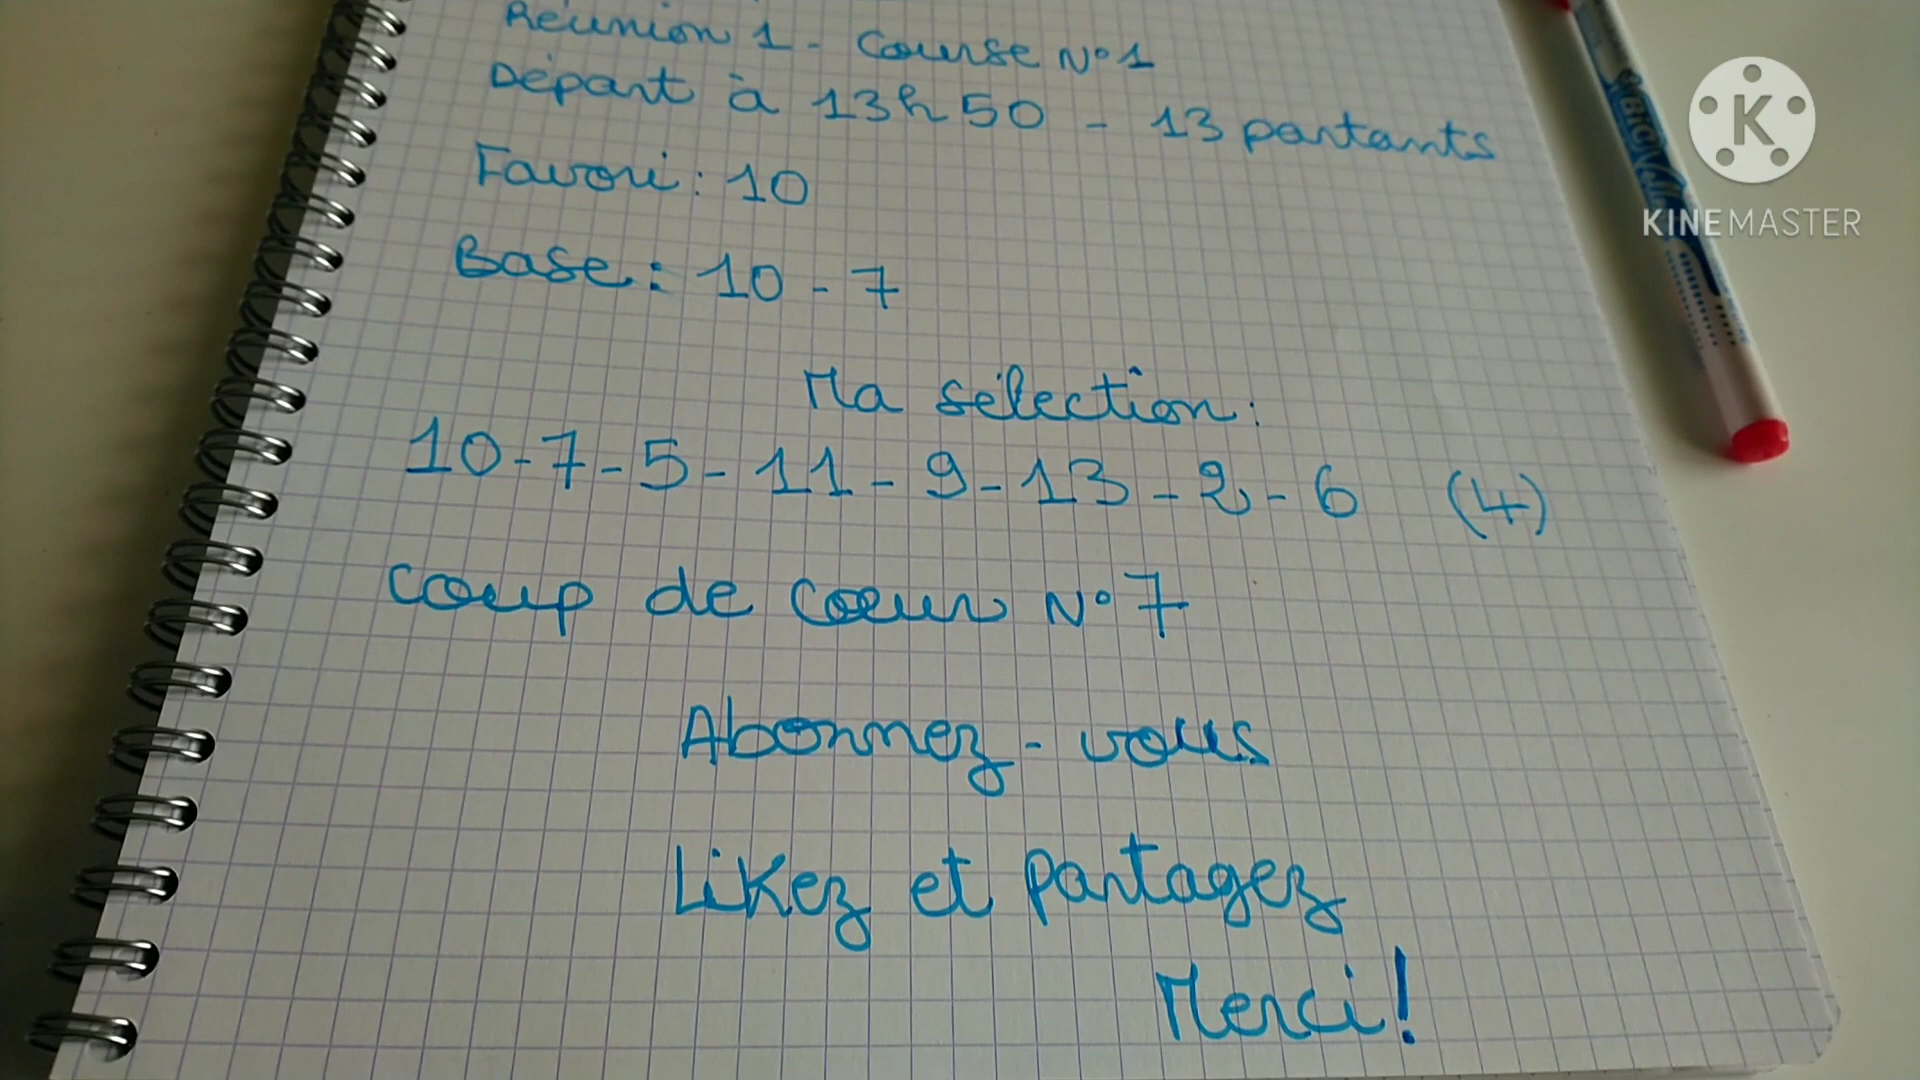 Réunion 1 - Course N°1
Départ à 13h50 - 13 partants
Favori : 10
Base : 10 - 7
Ma sélection :
10 - 7 - 5 - 11 - 9 - 13 - 2 - 6 (4)
Coup de coeur N°7
Abonnez-vous
Likez et partagez
Merci !
K
KINEMASTER
BIC